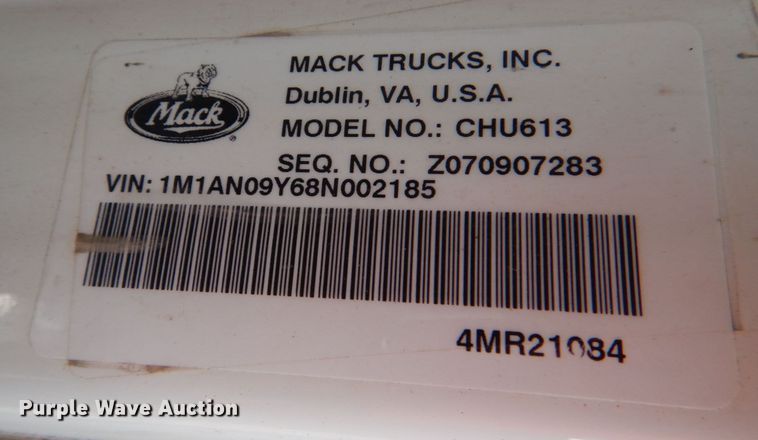 MACK TRUCKS, INC.
Mack
Dublin, VA, U.S.A.
MODEL NO.: CHU613
SEQ. NO.: Z070907283
VIN: 1M1AN09Y68N002185
4MR21084
Purple Wave Auction